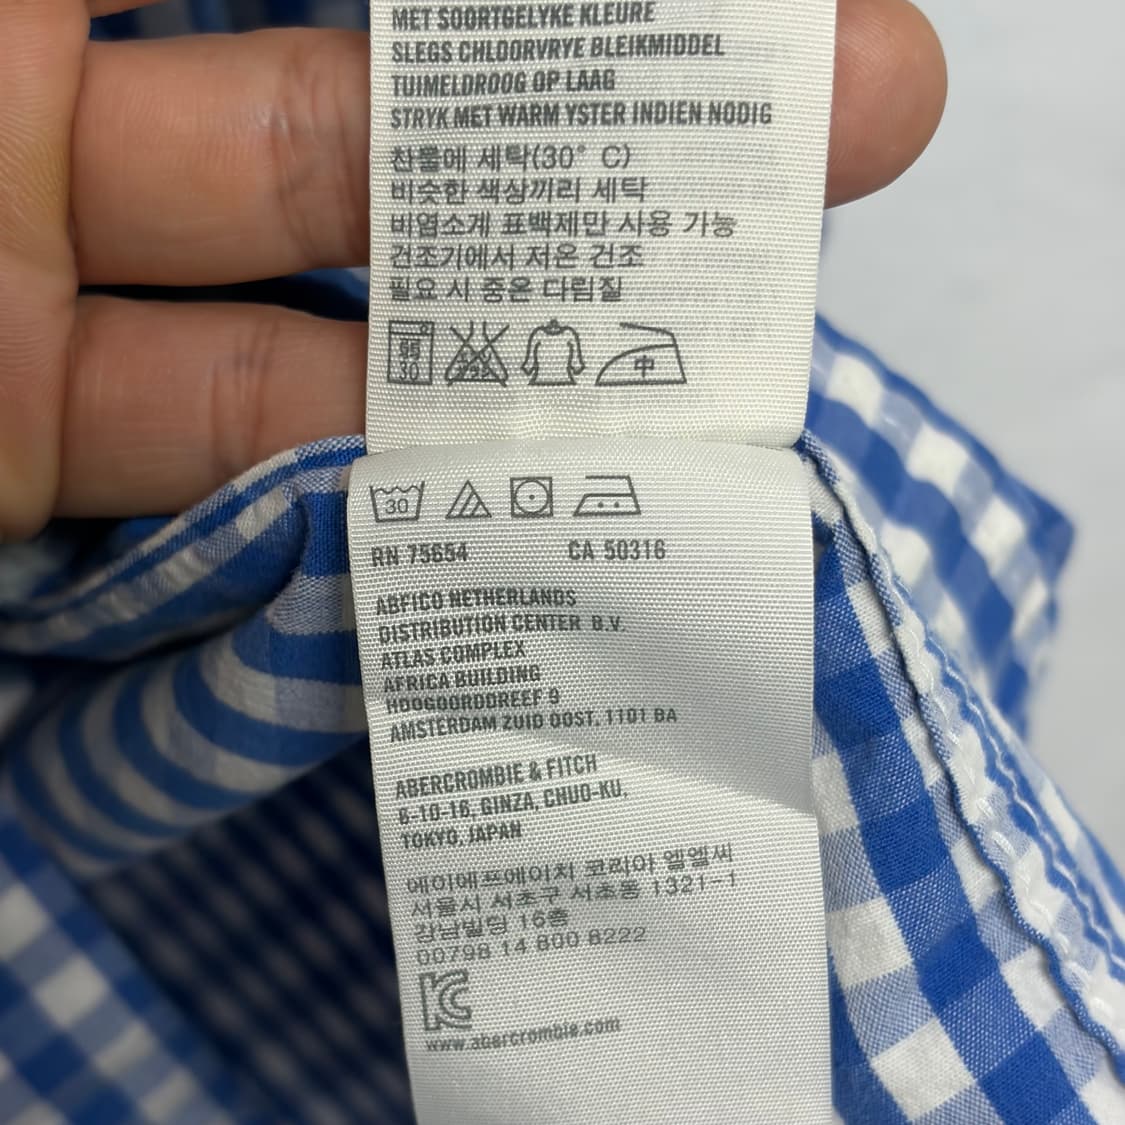 MET SOORTGELYKE KLEURE
SLEGS CHLOORVRYE BLEIKMIDDEL
TUIMELDROOG OP LAAG
STRYK MET WARM YSTER INDIEN NODIG
찬물에 세탁(30° C)
비슷한 색상끼리 세탁
비염소계 표백제만 사용 가능
건조기에서 저온 건조
필요 시 중온 다림질
30 中
30
RN 75654 CA 50316
ABFICO NETHERLANDS
DISTRIBUTION CENTER B.V.
ATLAS COMPLEX
AFRICA BUILDING
HOOGOORDDREEF 9
AMSTERDAM ZUID OOST, 1101 BA
ABERCROMBIE & FITCH
6-10-16, GINZA, CHUO-KU,
TOKYO, JAPAN
에이에프에이치 코리아 엘엘씨
서울시 서초구 서초동 1321-1
강남빌딩 16층
00798 14 800 8222
KC
www.abercrombie.com